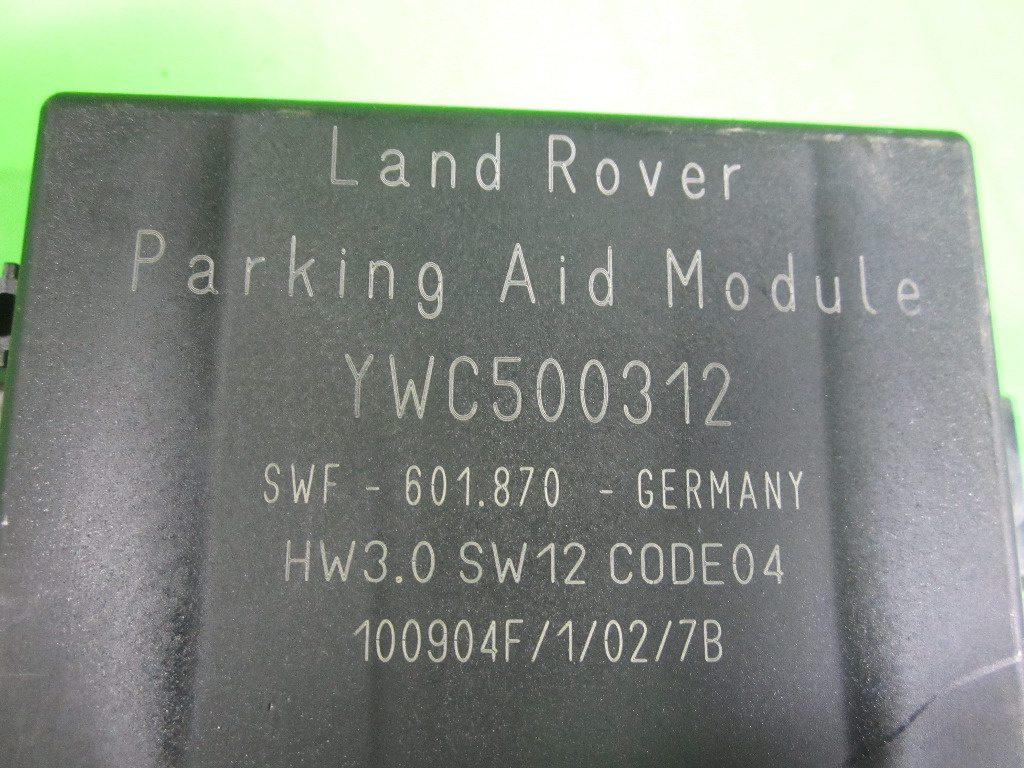 Land Rover
Parking Aid Module
YWC500312
SWF - 601.870 - GERMANY
HW3.0 SW12 CODE04
100904F/1/02/7B